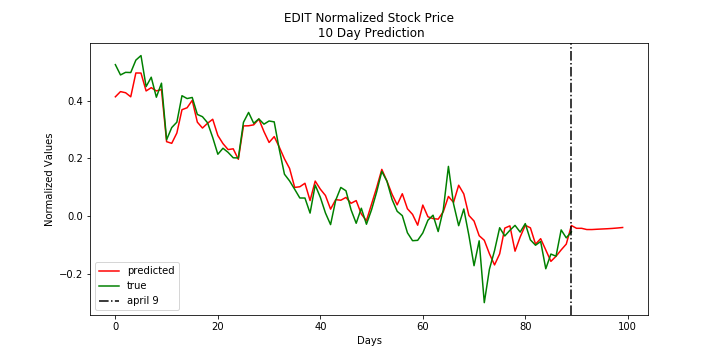 EDIT Normalized Stock Price
10 Day Prediction
Normalized Values
0.4
0.2
0.0
−0.2
predicted
true
april 9
0 20 40 60 80 100
Days